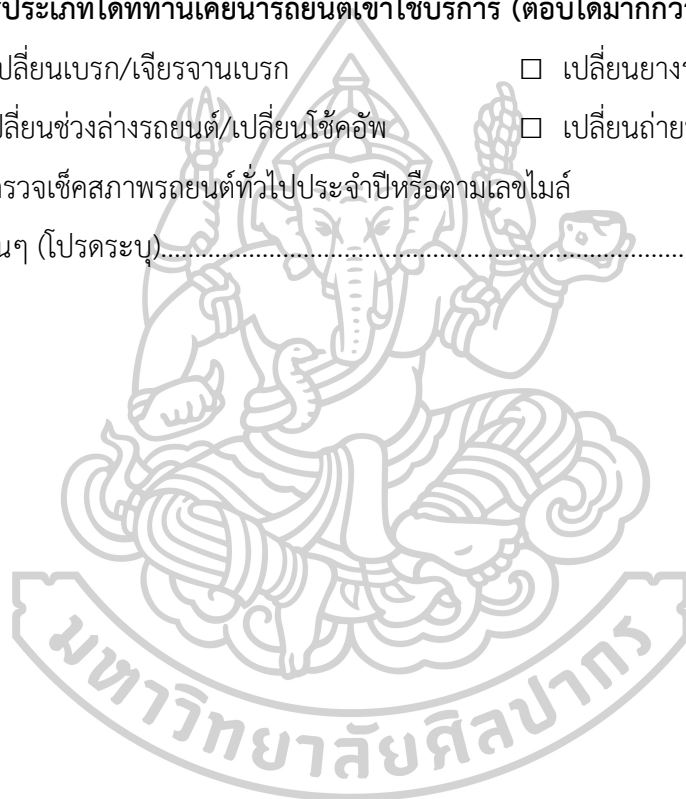 ประเภทใดที่ท่านเคยนำรถยนต์เข้าใช้บริการ (ตอบได้มากกว่า
ปลี่ยนเบรก/เจียรจานเบรก ☐ เปลี่ยนยาง
ปลี่ยนช่วงล่างรถยนต์/เปลี่ยนโช้คอัพ ☐ เปลี่ยนถ่าย
รวจเช็คสภาพรถยนต์ทั่วไปประจำปีหรือตามเลขไมล์
นๆ (โปรดระบุ)................................................................................
มหาวิทยาลัยศิลปากร